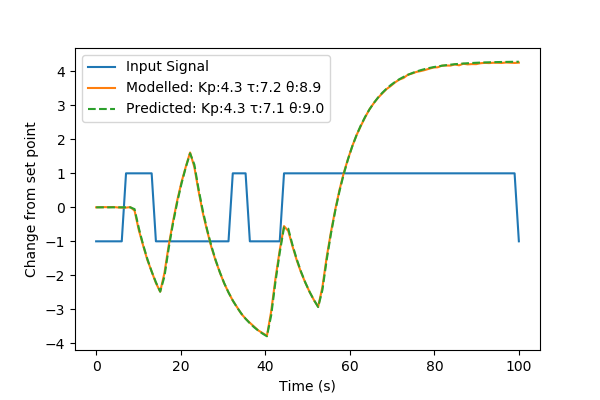 Input Signal
Modelled: Kp:4.3 τ:7.2 θ:8.9
Predicted: Kp:4.3 τ:7.1 θ:9.0
Change from set point
4
3
2
1
0
−1
−2
−3
−4
0 20 40 60 80 100
Time (s)